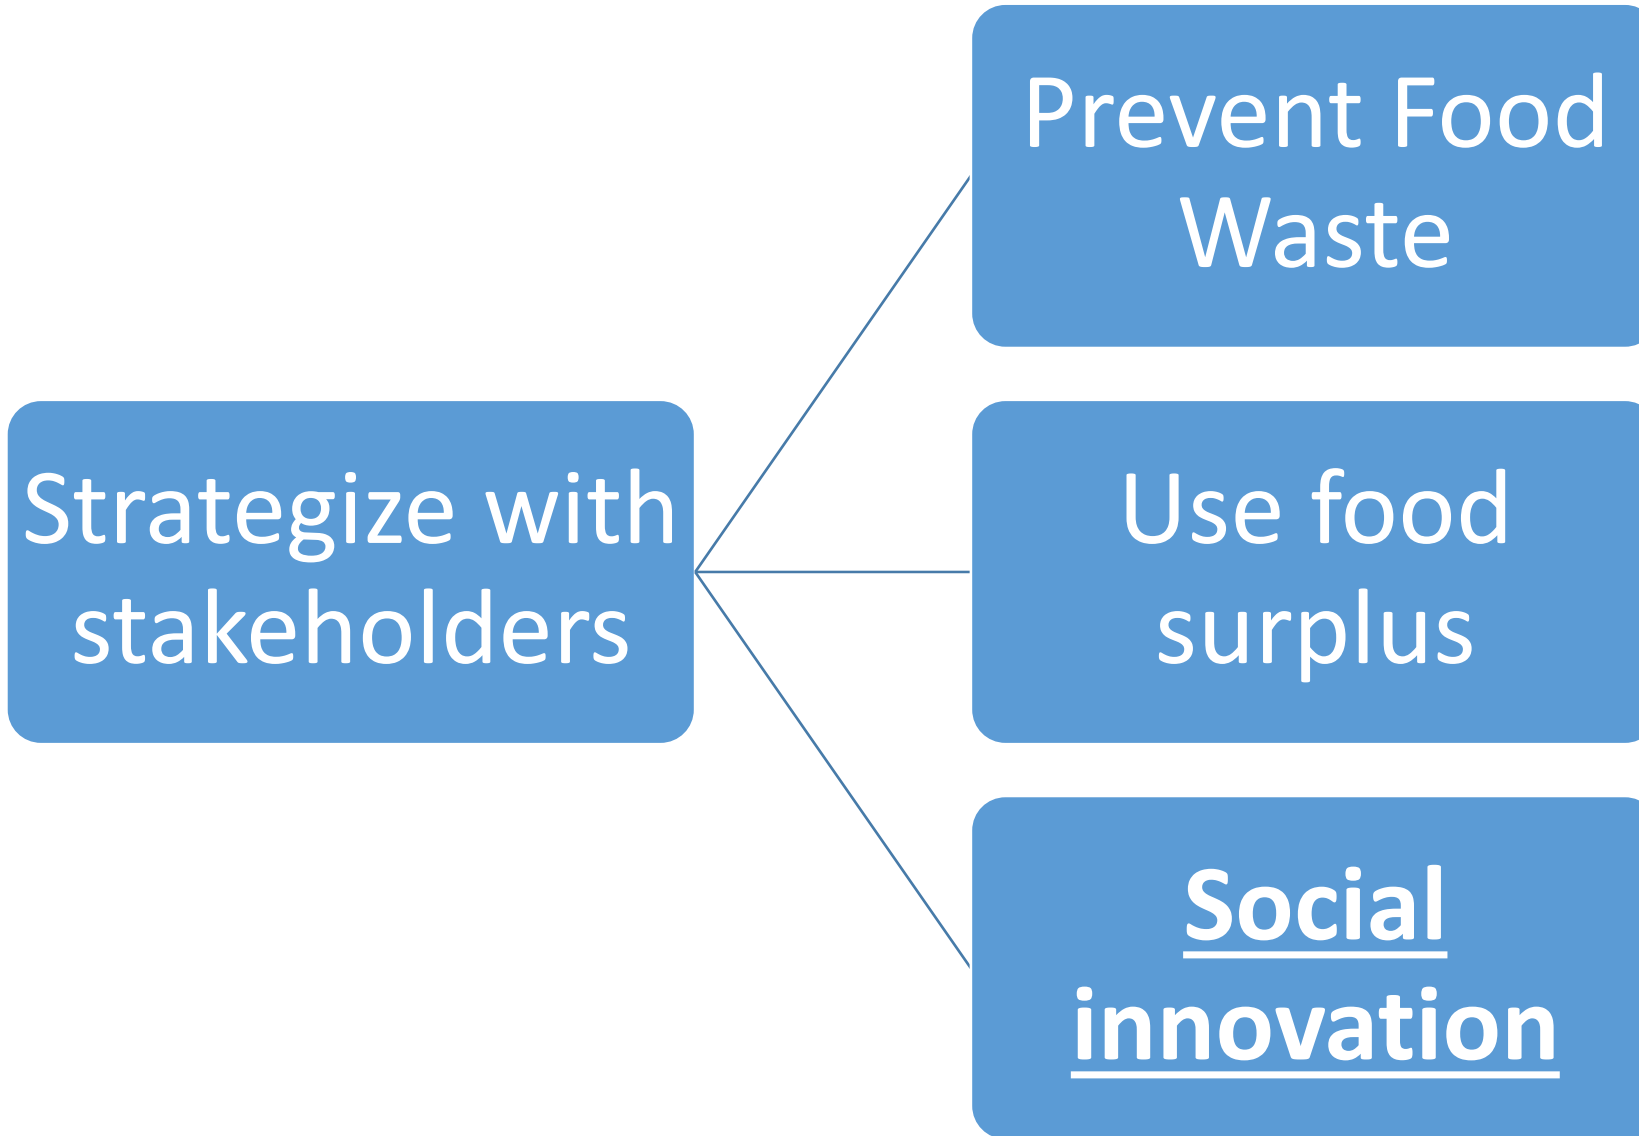 Strategize with
stakeholders
Prevent Food
Waste
Use food
surplus
Social
innovation